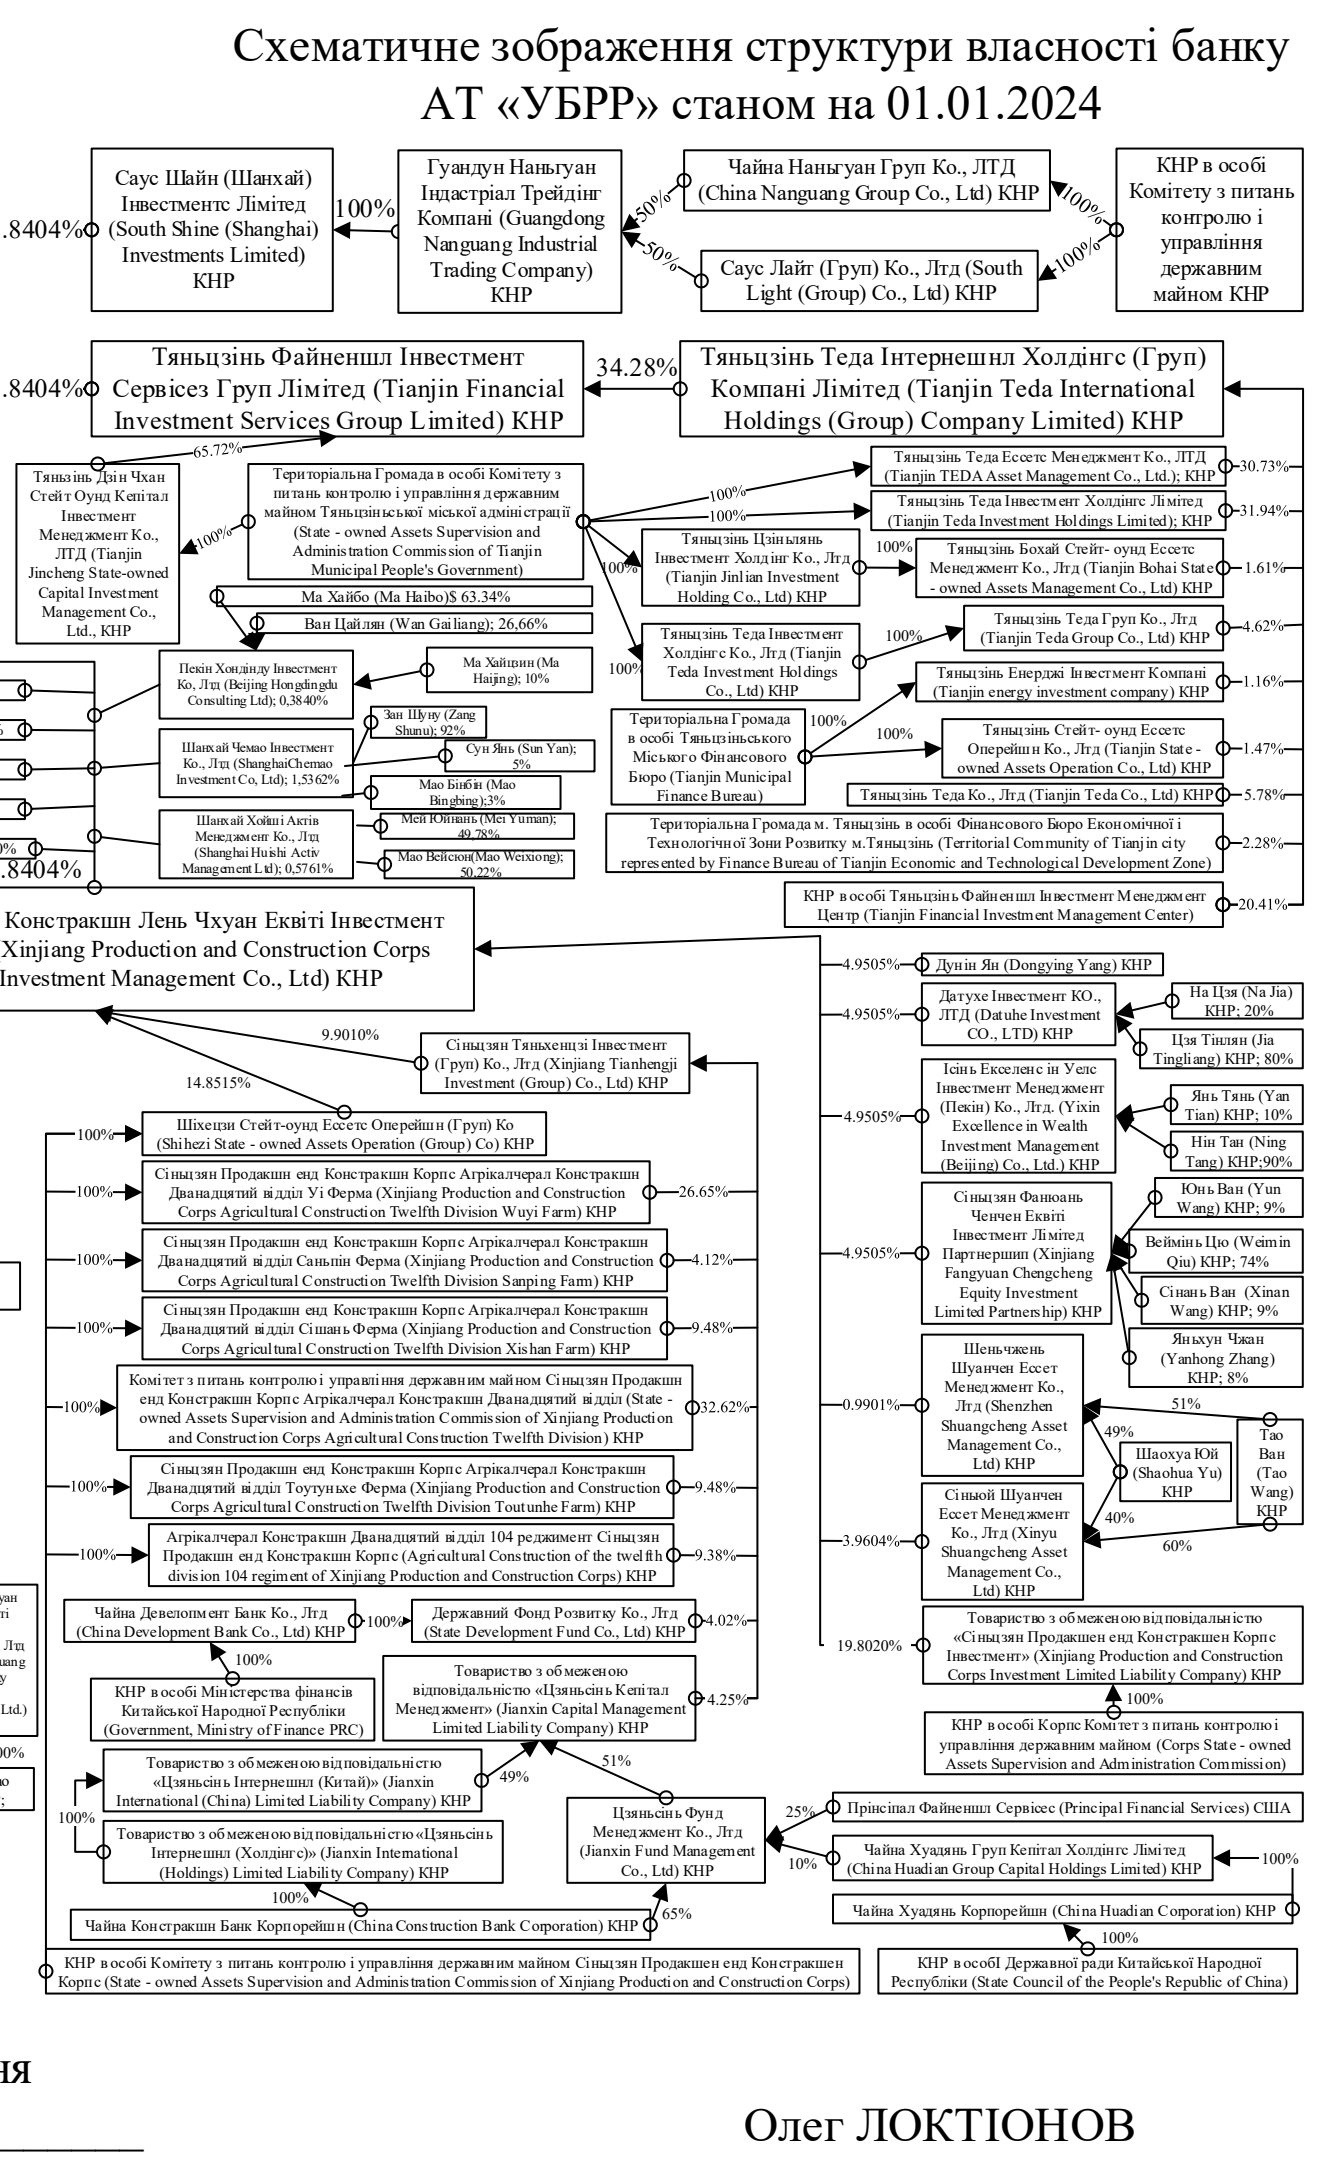 Схематичне зображення структури власності банку
АТ «УБРР» станом на 01.01.2024
.8404%
Саус Шайн (Шанхай)
Інвестментс Лімітед
(South Shine (Shanghai)
Investments Limited)
КНР
100%
Гуандун Наньгуан
Індастріал Трейдінг
Компані (Guangdong
Nanguang Industrial
Trading Company)
КНР
50%
50%
Чайна Наньгуан Груп Ко., ЛТД
(China Nanguang Group Co., Ltd) КНР
Саус Лайт (Груп) Ко., Лтд (South
Light (Group) Co., Ltd) КНР
100%
100%
КНР в особі
Комітету з питань
контролю і
управління
державним
майном КНР
.8404%
Тяньцзінь Файненшл Інвестмент
Сервісез Груп Лімітед (Tianjin Financial
Investment Services Group Limited) КНР
34.28%
Тяньцзінь Теда Інтернешнл Холдінгс (Груп)
Компані Лімітед (Tianjin Teda International
Holdings (Group) Company Limited) КНР
65.72%
Тяньзінь Дзін Чхан
Стейт Оунд Кепітал
Інвестмент
Менеджмент Ко.,
ЛТД (Tianjin
Jincheng State-owned
Capital Investment
Management Co.,
Ltd., КНР
100%
Територіальна Громада в особі Комітету з
питань контролю і управління державним
майном Тяньцзіньської міської адміністрації
(State - owned Assets Supervision and
Administration Commission of Tianjin
Municipal People's Government)
100%
100%
100%
100%
Тяньцзінь Теда Ессетс Менеджмент Ко., ЛТД
(Tianjin TEDA Asset Management Co., Ltd.); КНР
30.73%
Тяньцзінь Теда Інвестмент Холдінгс Лімітед
(Tianjin Teda Investment Holdings Limited); КНР
31.94%
Тяньцзінь Цзіньлянь
Інвестмент Холдінг Ко., Лтд
(Tianjin Jinlian Investment
Holding Co., Ltd) КНР
100%
Тяньцзінь Бохай Стейт- оунд Ессетс
Менеджмент Ко., Лтд (Tianjin Bohai State
- owned Assets Management Co., Ltd) КНР
1.61%
Ма Хайбо (Ma Haibo)$ 63.34%
Ван Цайлян (Wan Gailiang); 26,66%
Тяньцзінь Теда Інвестмент
Холдінгс Ко., Лтд (Tianjin
Teda Investment Holdings
Co., Ltd) КНР
100%
Тяньцзінь Теда Груп Ко., Лтд
(Tianjin Teda Group Co., Ltd) КНР
4.62%
Пекін Хондінду Інвестмент
Ко, Лтд (Beijing Hongdingdu
Consulting Ltd); 0,3840%
Ма Хайцзин (Ma
Haijing); 10%
Тяньцзінь Енерджі Інвестмент Компані
(Tianjin energy investment company) КНР
1.16%
Зан Шуну (Zang
Shunu); 92%
Територіальна Громада
в особі Тяньцзіньського
Міського Фінансового
Бюро (Tianjin Municipal
Finance Bureau)
100%
100%
Тяньцзінь Стейт- оунд Ессетс
Оперейшн Ко., Лтд (Tianjin State -
owned Assets Operation Co., Ltd) КНР
1.47%
%
Шанхай Чемао Інвестмент
Ко., Лтд (ShanghaiChemao
Investment Co, Ltd); 1,5362%
Сун Янь (Sun Yan);
5%
Мао Бінбін (Mao
Bingbing);3%
Тяньцзінь Теда Ко., Лтд (Tianjin Teda Co., Ltd) КНР
5.78%
Шанхай Хойші Актів
Менеджмент Ко., Лтд
(Shanghai Huishi Activ
Management Ltd); 0,5761%
Мей Юйнань (Mei Yuman);
49,78%
Мао Вейсюн(Mao Weixiong);
50,22%
Територіальна Громада м. Тяньцзінь в особі Фінансового Бюро Економічної і
Технологічної Зони Розвитку м.Тяньцзінь (Territorial Community of Tianjin city
represented by Finance Bureau of Tianjin Economic and Technological Development Zone)
2.28%
0%
.8404%
КНР в особі Тяньцзінь Файненшл Інвестмент Менеджмент
Центр (Tianjin Financial Investment Management Center)
20.41%
Констракшн Лень Чхуан Еквіті Інвестмент
(Xinjiang Production and Construction Corps
Investment Management Co., Ltd) КНР
4.9505%
Дунін Ян (Dongying Yang) КНР
4.9505%
Датухе Інвестмент КО.,
ЛТД (Datuhe Investment
CO., LTD) КНР
На Цзя (Na Jia)
КНР; 20%
Цзя Тінлян (Jia
Tingliang) КНР; 80%
9.9010%
Сіньцзян Тяньхенцзі Інвестмент
(Груп) Ко., Лтд (Xinjiang Tianhengji
Investment (Group) Co., Ltd) КНР
14.8515%
4.9505%
Ісінь Екселенс ін Уелс
Інвестмент Менеджмент
(Пекін) Ко., Лтд. (Yixin
Excellence in Wealth
Investment Management
(Beijing) Co., Ltd.) КНР
Янь Тянь (Yan
Tian) КНР; 10%
Нін Тан (Ning
Tang) КНР;90%
100%
Шіхецзи Стейт-оунд Ессетс Оперейшн (Груп) Ко
(Shihezi State - owned Assets Operation (Group) Co) КНР
100%
Сіньцзян Продакшн енд Констракшн Корпс Агрікалчерал Констракшн
Дванадцятий відділ Уі Ферма (Xinjiang Production and Construction
Corps Agricultural Construction Twelfth Division Wuyi Farm) КНР
26.65%
4.9505%
Сіньцзян Фанюань
Ченчен Еквіті
Інвестмент Лімітед
Партнершип (Xinjiang
Fangyuan Chengcheng
Equity Investment
Limited Partnership) КНР
Юнь Ван (Yun
Wang) КНР; 9%
Веймінь Цю (Weimin
Qiu) КНР; 74%
Сінань Ван (Xinan
Wang) КНР; 9%
Яньхун Чжан
(Yanhong Zhang)
КНР; 8%
100%
Сіньцзян Продакшн енд Констракшн Корпс Агрікалчерал Констракшн
Дванадцятий відділ Саньпін Ферма (Xinjiang Production and Construction
Corps Agricultural Construction Twelfth Division Sanping Farm) КНР
4.12%
100%
Сіньцзян Продакшн енд Констракшн Корпс Агрікалчерал Констракшн
Дванадцятий відділ Сішань Ферма (Xinjiang Production and Construction
Corps Agricultural Construction Twelfth Division Xishan Farm) КНР
9.48%
100%
Комітет з питань контролю і управління державним майном Сіньцзян Продакшн
енд Констракшн Корпс Агрікалчерал Констракшн Дванадцятий відділ (State -
owned Assets Supervision and Administration Commission of Xinjiang Production
and Construction Corps Agricultural Construction Twelfth Division) КНР
32.62%
0.9901%
Шеньчжень
Шуанчен Ессет
Менеджмент Ко.,
Лтд (Shenzhen
Shuangcheng Asset
Management Co.,
Ltd) КНР
51%
49%
Шаохуа Юй
(Shaohua Yu)
КНР
Тао
Ван
(Tao
Wang)
КНР
100%
Сіньцзян Продакшн енд Констракшн Корпс Агрікалчерал Констракшн
Дванадцятий відділ Тоутуньхе Ферма (Xinjiang Production and Construction
Corps Agricultural Construction Twelfth Division Toutunhe Farm) КНР
9.48%
3.9604%
Сіньюй Шуанчен
Ессет Менеджмент
Ко., Лтд (Xinyu
Shuangcheng Asset
Management Co.,
Ltd) КНР
40%
60%
100%
Агрікалчерал Констракшн Дванадцятий відділ 104 реджимент Сіньцзян
Продакшн енд Констракшн Корпс (Agricultural Construction of the twelfth
division 104 regiment of Xinjiang Production and Construction Corps) КНР
9.38%
Чайна Девелопмент Банк Ко., Лтд
(China Development Bank Co., Ltd) КНР
100%
Державний Фонд Розвитку Ко., Лтд
(State Development Fund Co., Ltd) КНР
4.02%
19.8020%
Товариство з обмеженою відповідальністю
«Сіньцзян Продакшен енд Констракшен Корпс
Інвестмент» (Xinjiang Production and Construction
Corps Investment Limited Liability Company) КНР
Лтд
Ltd.)
00%
100%
КНР в особі Міністерства фінансів
Китайської Народної Республіки
(Government, Ministry of Finance PRC)
Товариство з обмеженою
відповідальністю «Цзяньсінь Кепітал
Менеджмент» (Jianxin Capital Management
Limited Liability Company) КНР
4.25%
100%
КНР в особі Корпс Комітет з питань контролю і
управління державним майном (Corps State - owned
Assets Supervision and Administration Commission)
Товариство з обмеженою відповідальністю
«Цзяньсінь Інтернешнл (Китай)» (Jianxin
International (China) Limited Liability Company) КНР
49%
51%
100%
Товариство з обмеженою відповідальністю «Цзяньсінь
Інтернешнл (Холдінгс)» (Jianxin International
(Holdings) Limited Liability Company) КНР
Цзяньсінь Фунд
Менеджмент Ко., Лтд
(Jianxin Fund Management
Co., Ltd) КНР
25%
Прінсіпал Файненшл Сервісес (Principal Financial Services) США
10%
Чайна Хуадянь Груп Кепітал Холдінгс Лімітед
(China Huadian Group Capital Holdings Limited) КНР
100%
100%
65%
Чайна Констракшн Банк Корпорейшн (China Construction Bank Corporation) КНР
Чайна Хуадянь Корпорейшн (China Huadian Corporation) КНР
100%
КНР в особі Комітету з питань контролю і управління державним майном Сіньцзян Продакшен енд Констракшен
Корпс (State - owned Assets Supervision and Administration Commission of Xinjiang Production and Construction Corps)
КНР в особІ Державної ради Китайської Народної
Республіки (State Council of the People's Republic of China)
ня
Олег ЛОКТІОНОВ